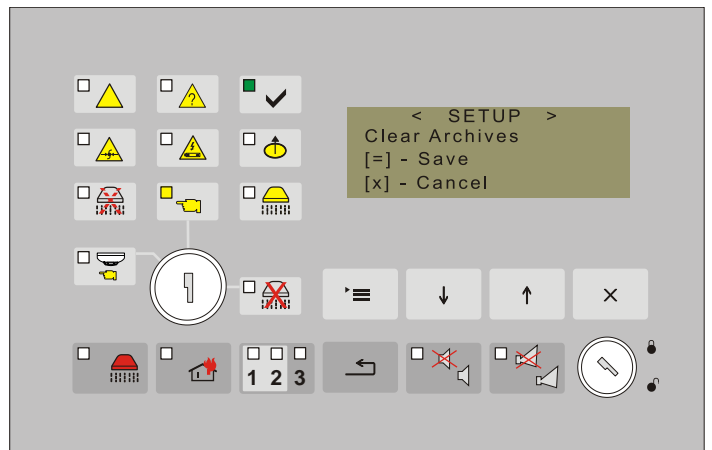 < SETUP >
Clear Archives
[=] - Save
[x] - Cancel
?
1 2 3